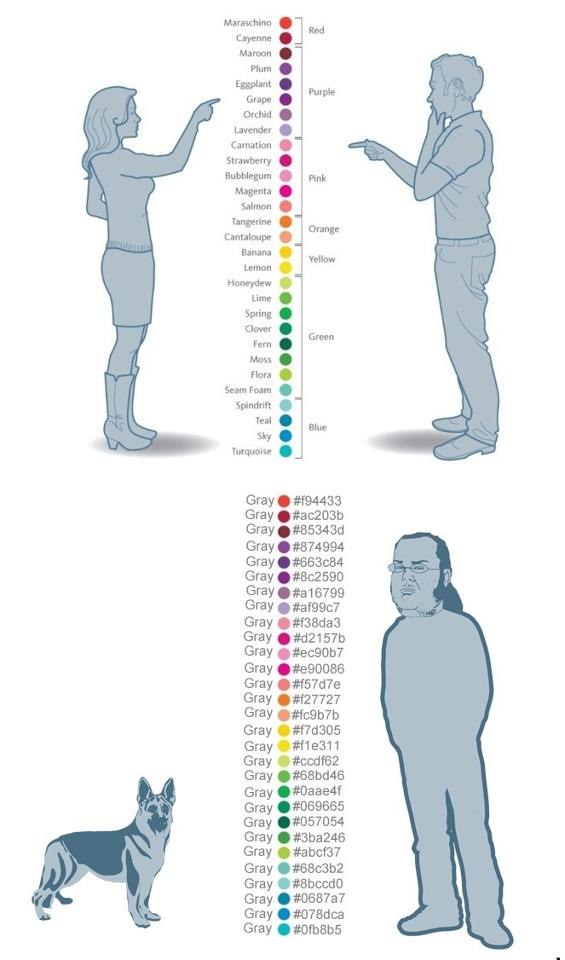 Maraschino
Cayenne
Red
Maroon
Plum
Eggplant
Grape
Orchid
Lavender
Purple
Carnation
Strawberry
Bubblegum
Magenta
Salmon
Pink
Tangerine
Cantaloupe
Orange
Banana
Lemon
Yellow
Honeydew
Lime
Spring
Clover
Fern
Moss
Flora
Seam Foam
Green
Spindrift
Teal
Sky
Turquoise
Blue
Gray #f94433
Gray #ac203b
Gray #85343d
Gray #874994
Gray #663c84
Gray #8c2590
Gray #a16799
Gray #af99c7
Gray #f38da3
Gray #d2157b
Gray #ec90b7
Gray #e90086
Gray #f57d7e
Gray #f27727
Gray #fc9b7b
Gray #f7d305
Gray #f1e311
Gray #ccdf62
Gray #68bd46
Gray #0aae4f
Gray #069665
Gray #057054
Gray #3ba246
Gray #abcf37
Gray #68c3b2
Gray #8bccd0
Gray #0687a7
Gray #078dca
Gray #0fb8b5